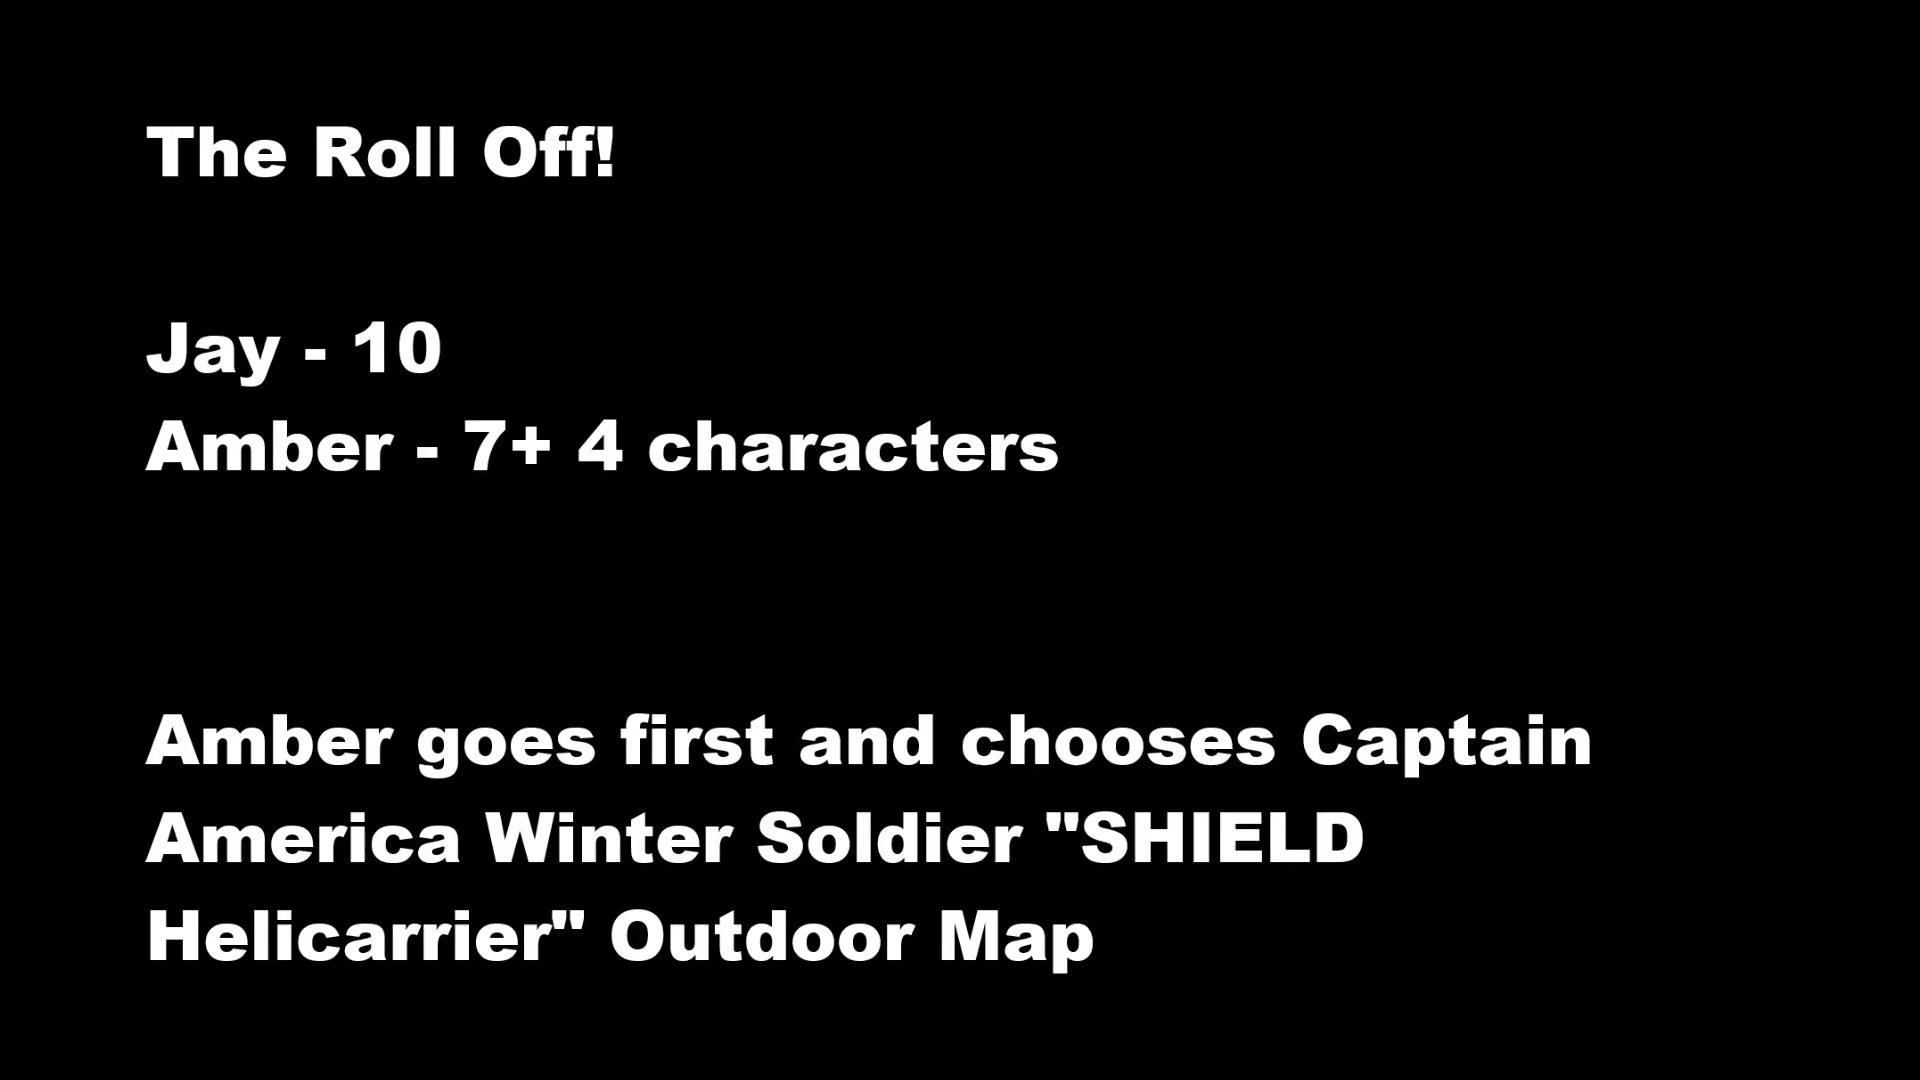 The Roll Off!
Jay - 10
Amber - 7+ 4 characters
Amber goes first and chooses Captain
America Winter Soldier "SHIELD
Helicarrier" Outdoor Map